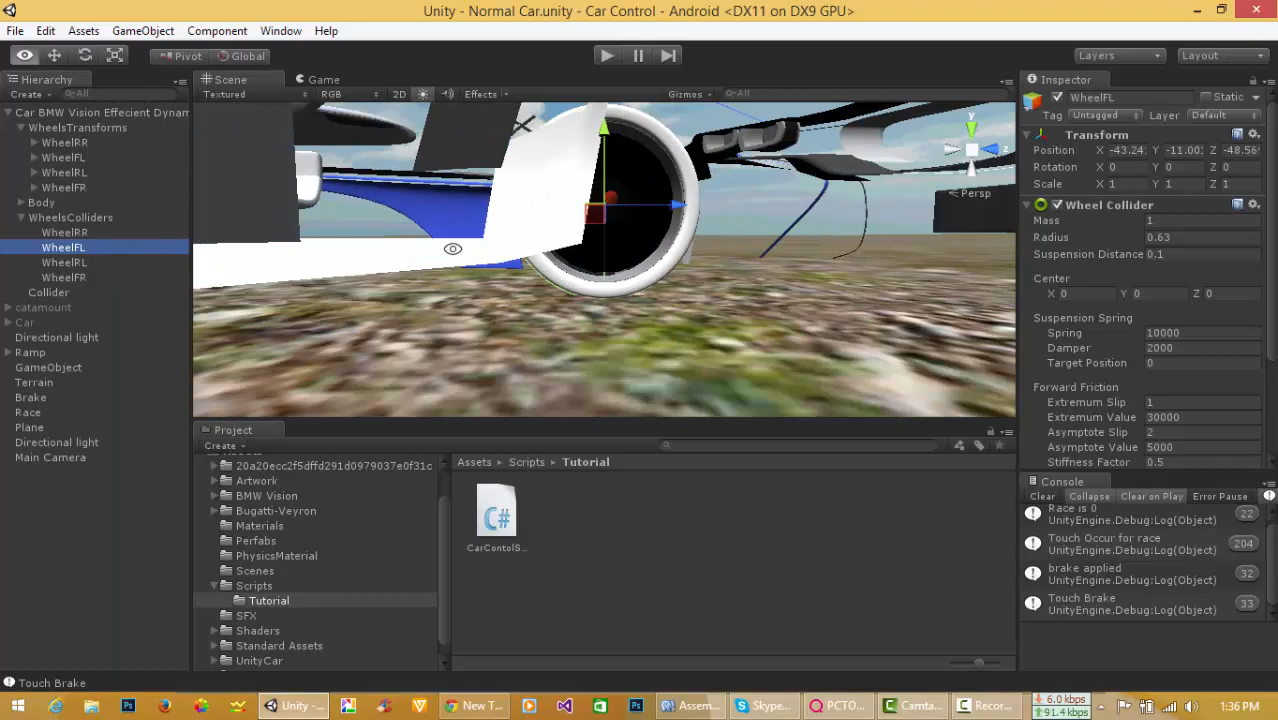 Unity - Normal Car.unity - Car Control - Android <DX11 on DX9 GPU>
File Edit Assets GameObject Component Window Help
Pivot Global Layers Layout
Hierarchy Scene Game Inspector
Create All Textured RGB 2D Effects Gizmos All
Car BMW Vision Effecient Dynam
WheelsTransforms
WheelRR
WheelFL
WheelRL
WheelFR
Body
WheelsColliders
WheelRR
WheelFL
WheelRL
WheelFR
Collider
catamount
Car
Directional light
Ramp
GameObject
Terrain
Brake
Race
Plane
Directional light
Main Camera
y
z
Persp
WheelFL Static
Tag Untagged Layer Default
Transform
Position X -43.24 Y -11.00 Z -48.56
Rotation X 0 Y 0 Z 0
Scale X 1 Y 1 Z 1
Wheel Collider
Mass 1
Radius 0.63
Suspension Distance 0.1
Center
X 0 Y 0 Z 0
Suspension Spring
Spring 10000
Damper 2000
Target Position 0
Forward Friction
Extremum Slip 1
Extremum Value 30000
Asymptote Slip 2
Asymptote Value 5000
Stiffness Factor 0.5
Project
Create
20a20ecc2f5dffd291d0979037e0f31c
Artwork
BMW Vision
Bugatti-Veyron
Materials
Perfabs
PhysicsMaterial
Scenes
Scripts
Tutorial
SFX
Shaders
Standard Assets
UnityCar
Assets Scripts Tutorial
C#
CarContolS...
Console
Clear Collapse Clear on Play Error Pause
Race is 0
UnityEngine.Debug:Log(Object) 22
Touch Occur for race
UnityEngine.Debug:Log(Object) 204
brake applied
UnityEngine.Debug:Log(Object) 32
Touch Brake
UnityEngine.Debug:Log(Object) 33
Touch Brake
Unity -... New T... Assem... Skype... PCTO... Camta... Recor... 6.0 kbps
91.4 kbps 1:36 PM